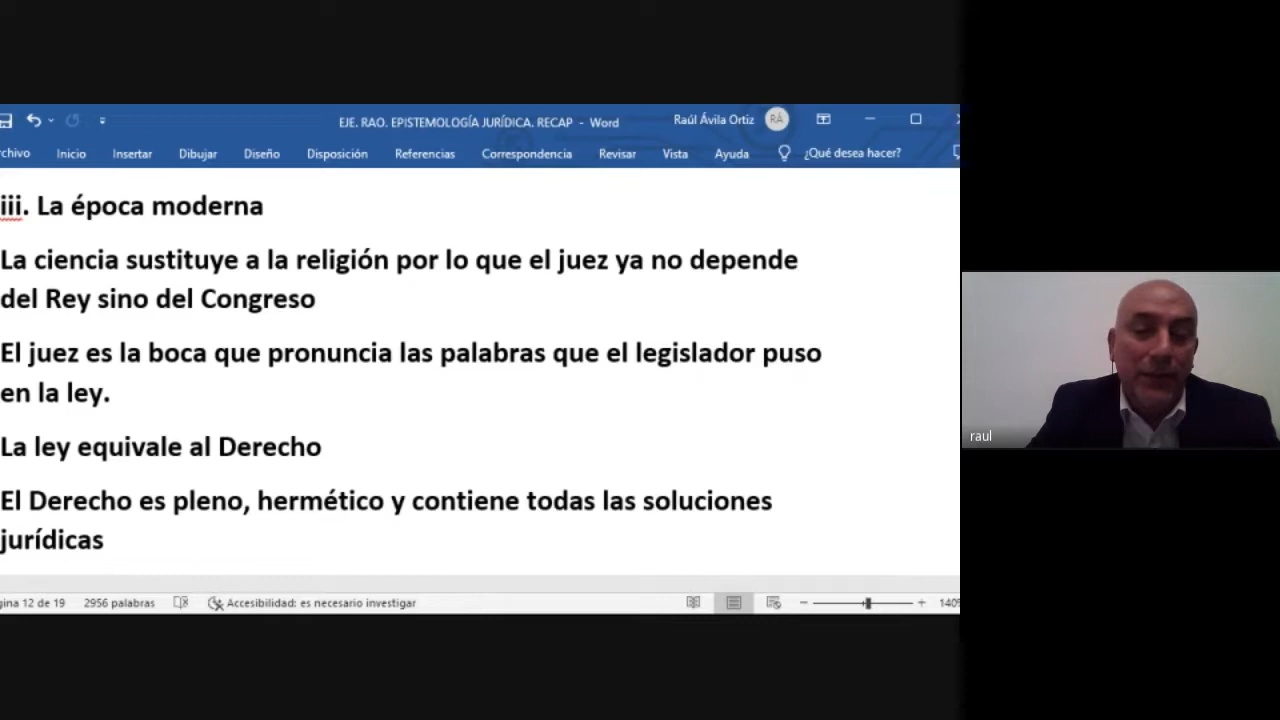 EJE. RAO. EPISTEMOLOGÍA JURÍDICA. RECAP - Word Raúl Ávila Ortiz RÁ
rchivo Inicio Insertar Dibujar Diseño Disposición Referencias Correspondencia Revisar Vista Ayuda ¿Qué desea hacer?
iii. La época moderna
La ciencia sustituye a la religión por lo que el juez ya no depende
del Rey sino del Congreso
El juez es la boca que pronuncia las palabras que el legislador puso
en la ley.
La ley equivale al Derecho
El Derecho es pleno, hermético y contiene todas las soluciones
jurídicas
gina 12 de 19 2956 palabras Accesibilidad: es necesario investigar 140
raul